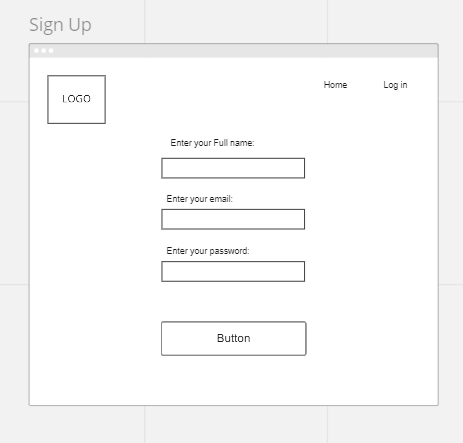 Sign Up
LOGO
Home
Log in
Enter your Full name:
Enter your email:
Enter your password:
Button